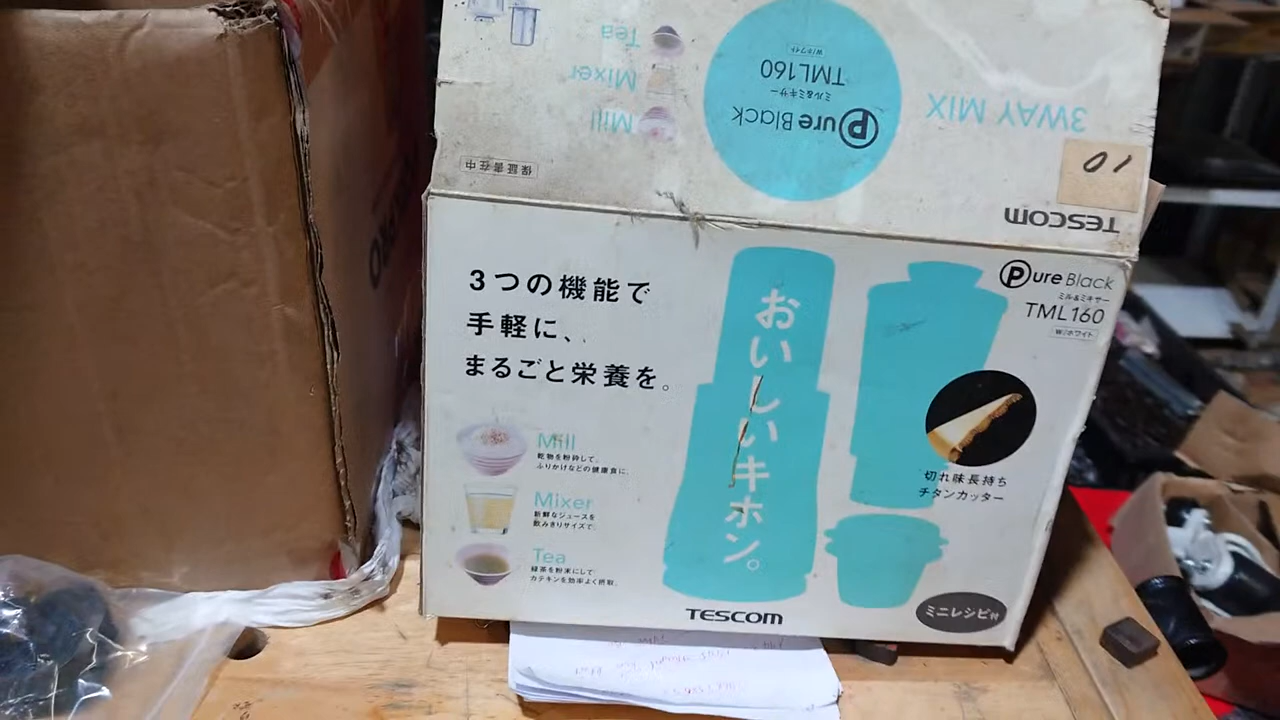 Tea
Mixer
Mill
W/ホワイト
TML160
ミル&ミキサー
Pure Black
3WAY MIX
保証書在中
10
TESCOM
Pure Black
ミル&ミキサー
TML160
W/ホワイト
3つの機能で
手軽に、
まるごと栄養を。
おいしいキホン。
Mill
乾物を粉砕して、
ふりかけなどの健康食に。
Mixer
新鮮なジュースを
飲みきりサイズで。
Tea
緑茶を粉末にして
カテキンを効率よく摂取。
切れ味長持ち
チタンカッター
ミニレシピ付
TESCOM